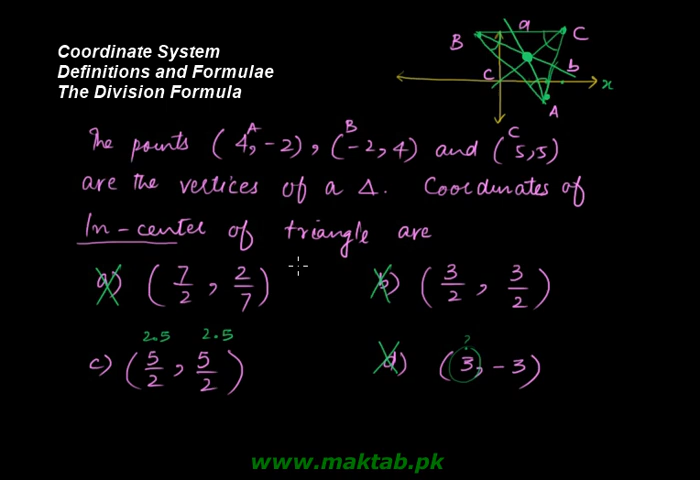 Coordinate System
Definitions and Formulae
The Division Formula
B a C
c b
x
A
A B C
The points (4, -2), (-2, 4) and (5, 5)
are the vertices of a Δ. Coordinates of
In-center of triangle are
a) (7/2, 2/7) b) (3/2, 3/2)
2.5 2.5 ?
c) (5/2, 5/2) d) (3, -3)
www.maktab.pk